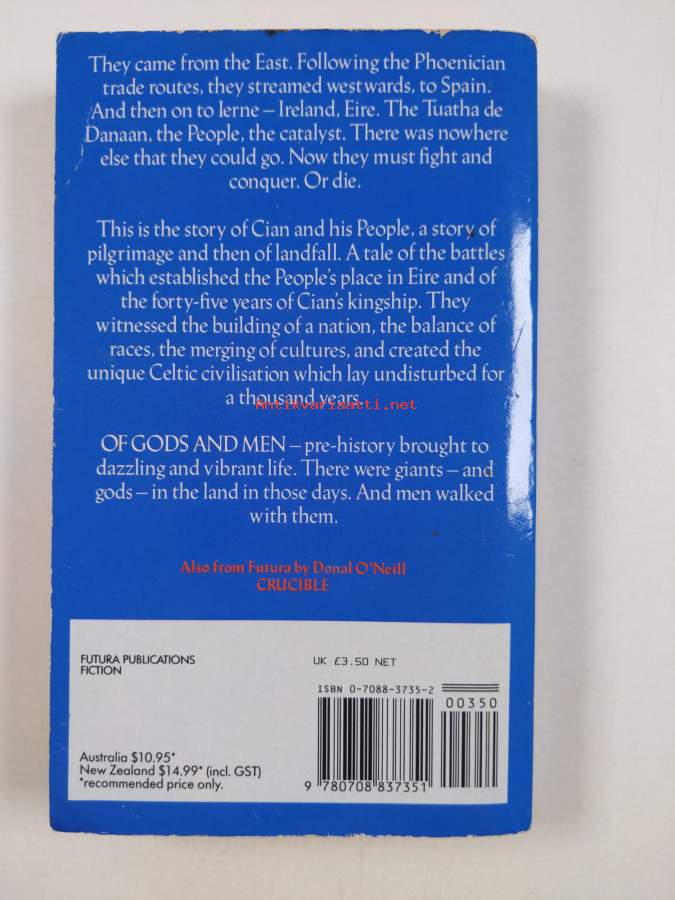 They came from the East. Following the Phoenician
trade routes, they streamed westwards, to Spain.
And then on to Ierne – Ireland, Eire. The Tuatha de
Danaan, the People, the catalyst. There was nowhere
else that they could go. Now they must fight and
conquer. Or die.
This is the story of Cian and his People, a story of
pilgrimage and then of landfall. A tale of the battles
which established the People's place in Eire and of
the forty-five years of Cian's kingship. They
witnessed the building of a nation, the balance of
races, the merging of cultures, and created the
unique Celtic civilisation which lay undisturbed for
a thousand years.
Antikvariaatti.net
OF GODS AND MEN – pre-history brought to
dazzling and vibrant life. There were giants – and
gods – in the land in those days. And men walked
with them.
Also from Futura by Donal O'Neill
CRUCIBLE
FUTURA PUBLICATIONS
FICTION
UK £3.50 NET
ISBN 0-7088-3735-2
00350
Australia $10.95*
New Zealand $14.99* (incl. GST)
*recommended price only.
9 780708 837351